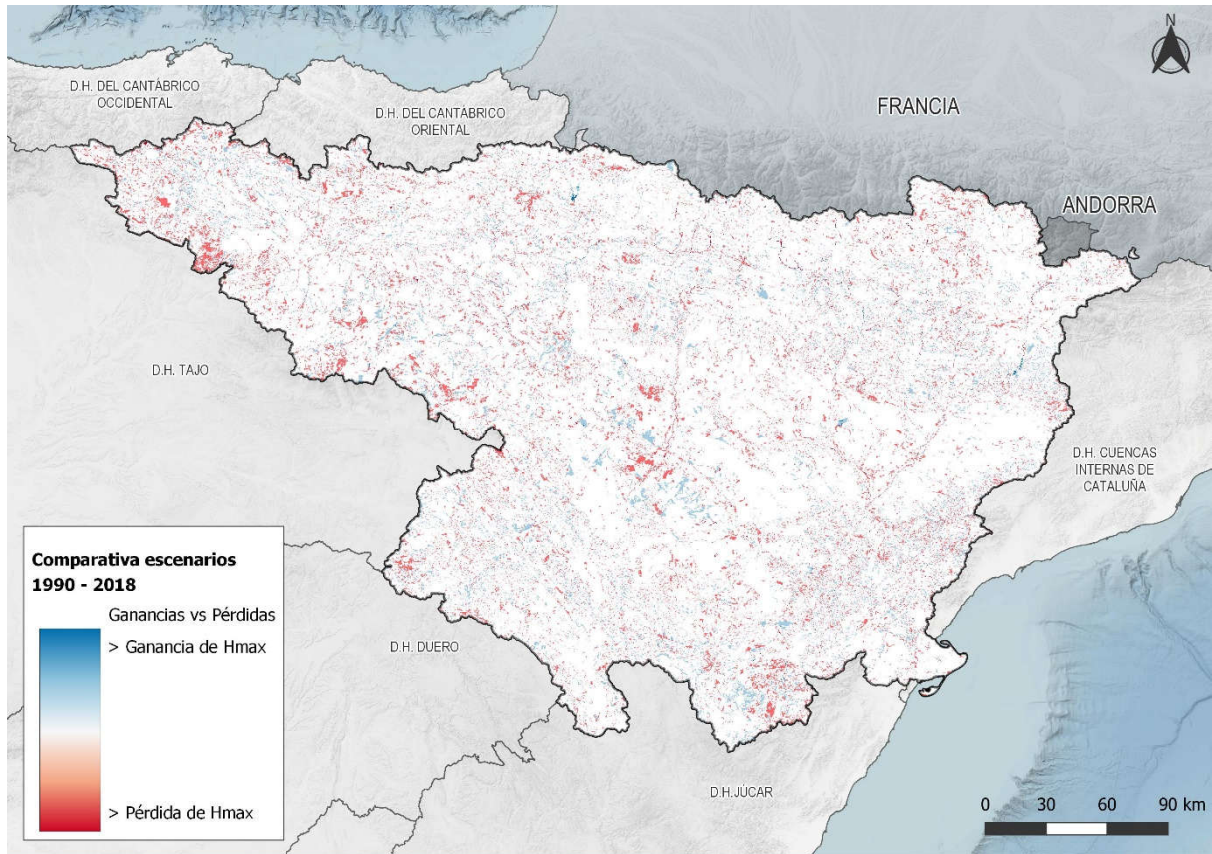 N
D.H. DEL CANTÁBRICO
OCCIDENTAL
D.H. DEL CANTÁBRICO
ORIENTAL
FRANCIA
ANDORRA
D.H. TAJO
D.H. CUENCAS
INTERNAS DE
CATALUÑA
D.H. DUERO
D.H.JÚCAR
Comparativa escenarios
1990 - 2018
Ganancias vs Pérdidas
> Ganancia de Hmax
> Pérdida de Hmax
0 30 60 90 km